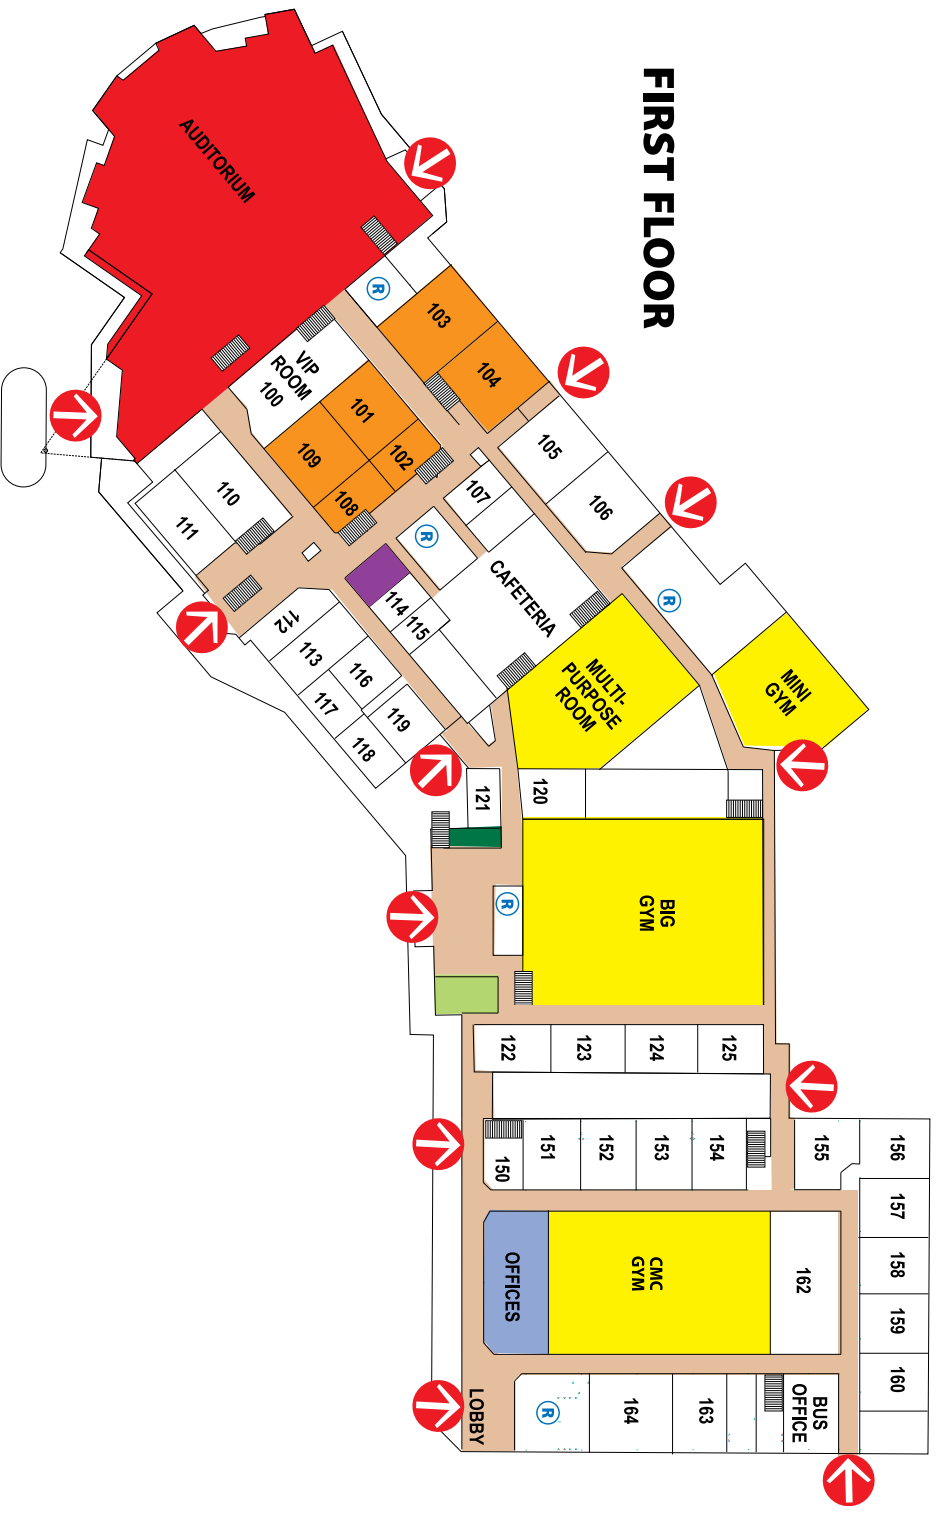 FIRST FLOOR
AUDITORIUM
R
103
104
VIP
ROOM
100
101
102
109
108
105
106
107
110
111
R
CAFETERIA
R
112
113
114
115
116
117
118
119
MULTI-
PURPOSE
ROOM
MINI
GYM
120
121
BIG
GYM
R
122
123
124
125
150
151
152
153
154
155
156
157
158
159
160
OFFICES
CMC
GYM
162
LOBBY
R
164
163
BUS
OFFICE